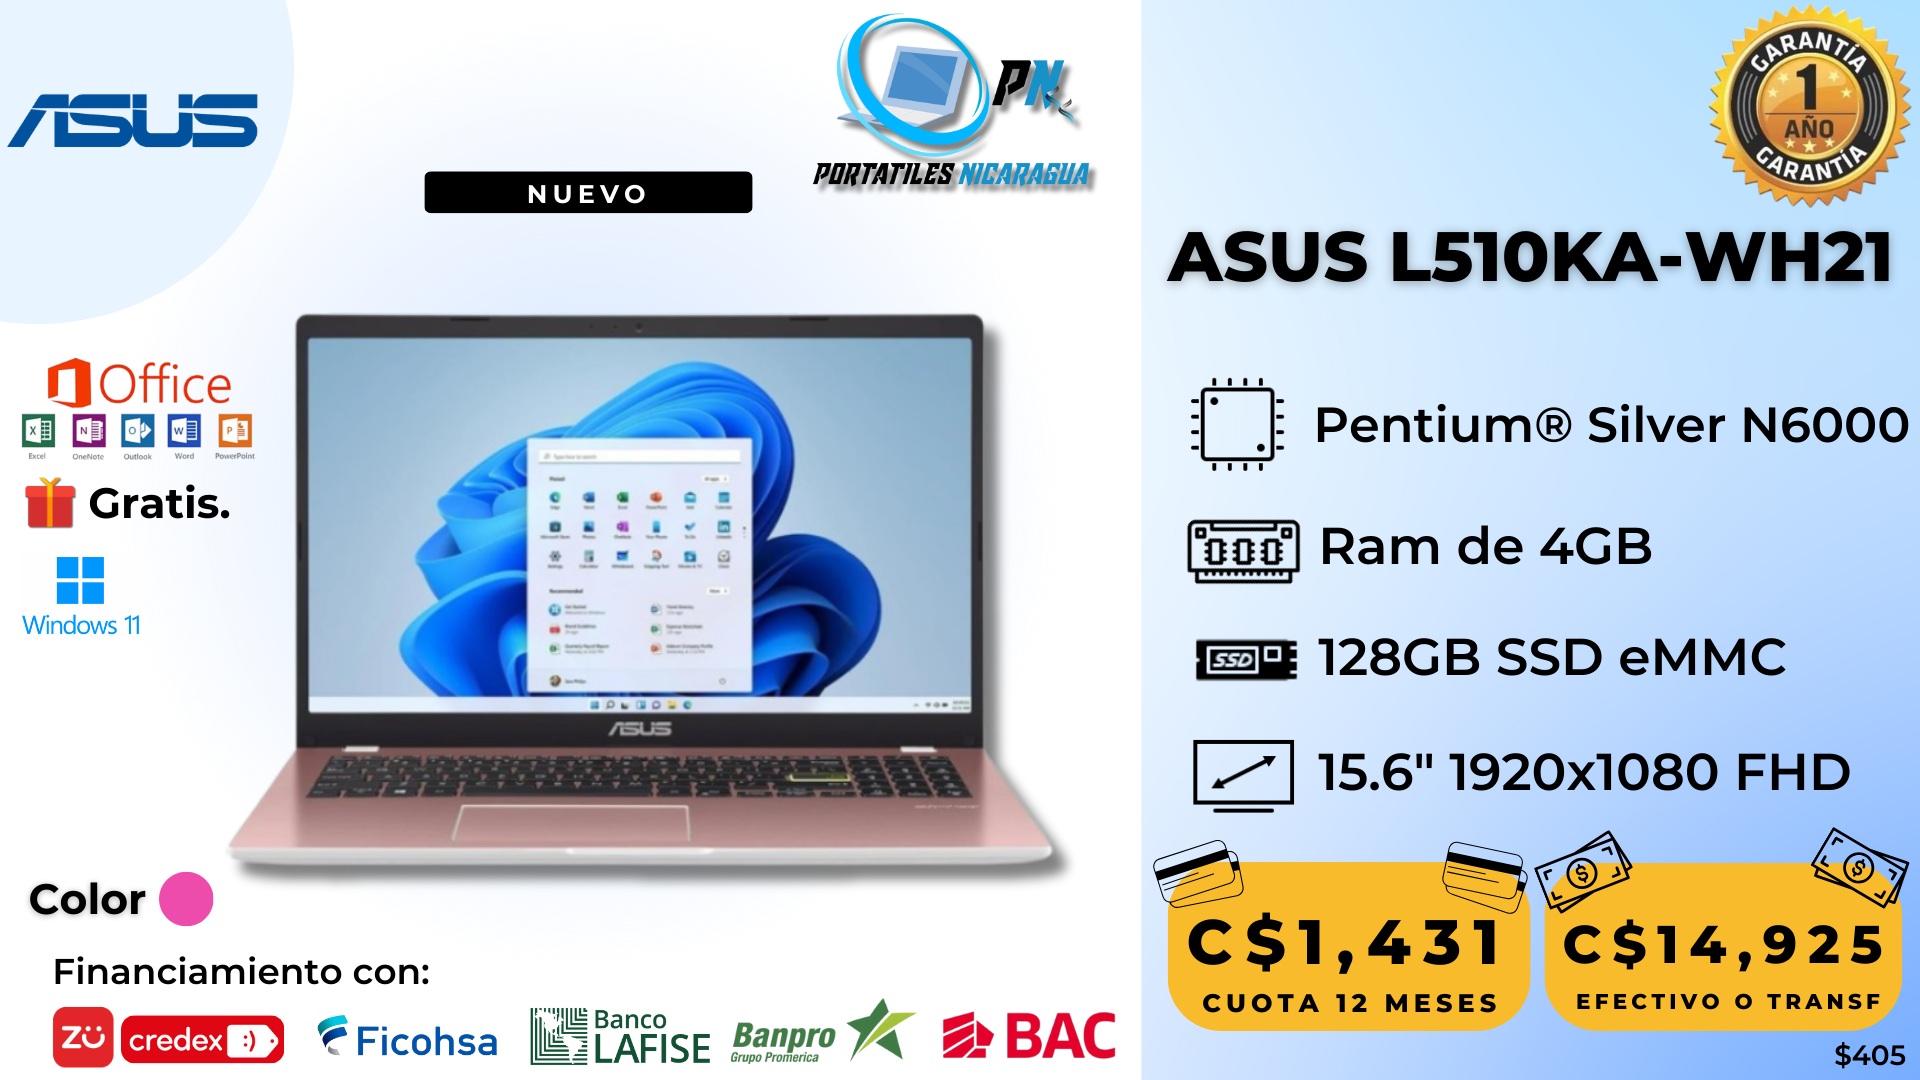 ASUS
NUEVO
PN
PORTATILES NICARAGUA
GARANTÍA
1
AÑO
GARANTÍA
ASUS L510KA-WH21
Office
Excel
OneNote
Outlook
Word
PowerPoint
Gratis.
Windows 11
ASUS
Pentium® Silver N6000
Ram de 4GB
SSD
128GB SSD eMMC
15.6" 1920x1080 FHD
Color
Financiamiento con:
zü
credex :)
Ficohsa
Banco
LAFISE
Banpro
Grupo Promerica
BAC
C$1,431
CUOTA 12 MESES
C$14,925
EFECTIVO O TRANSF
$405